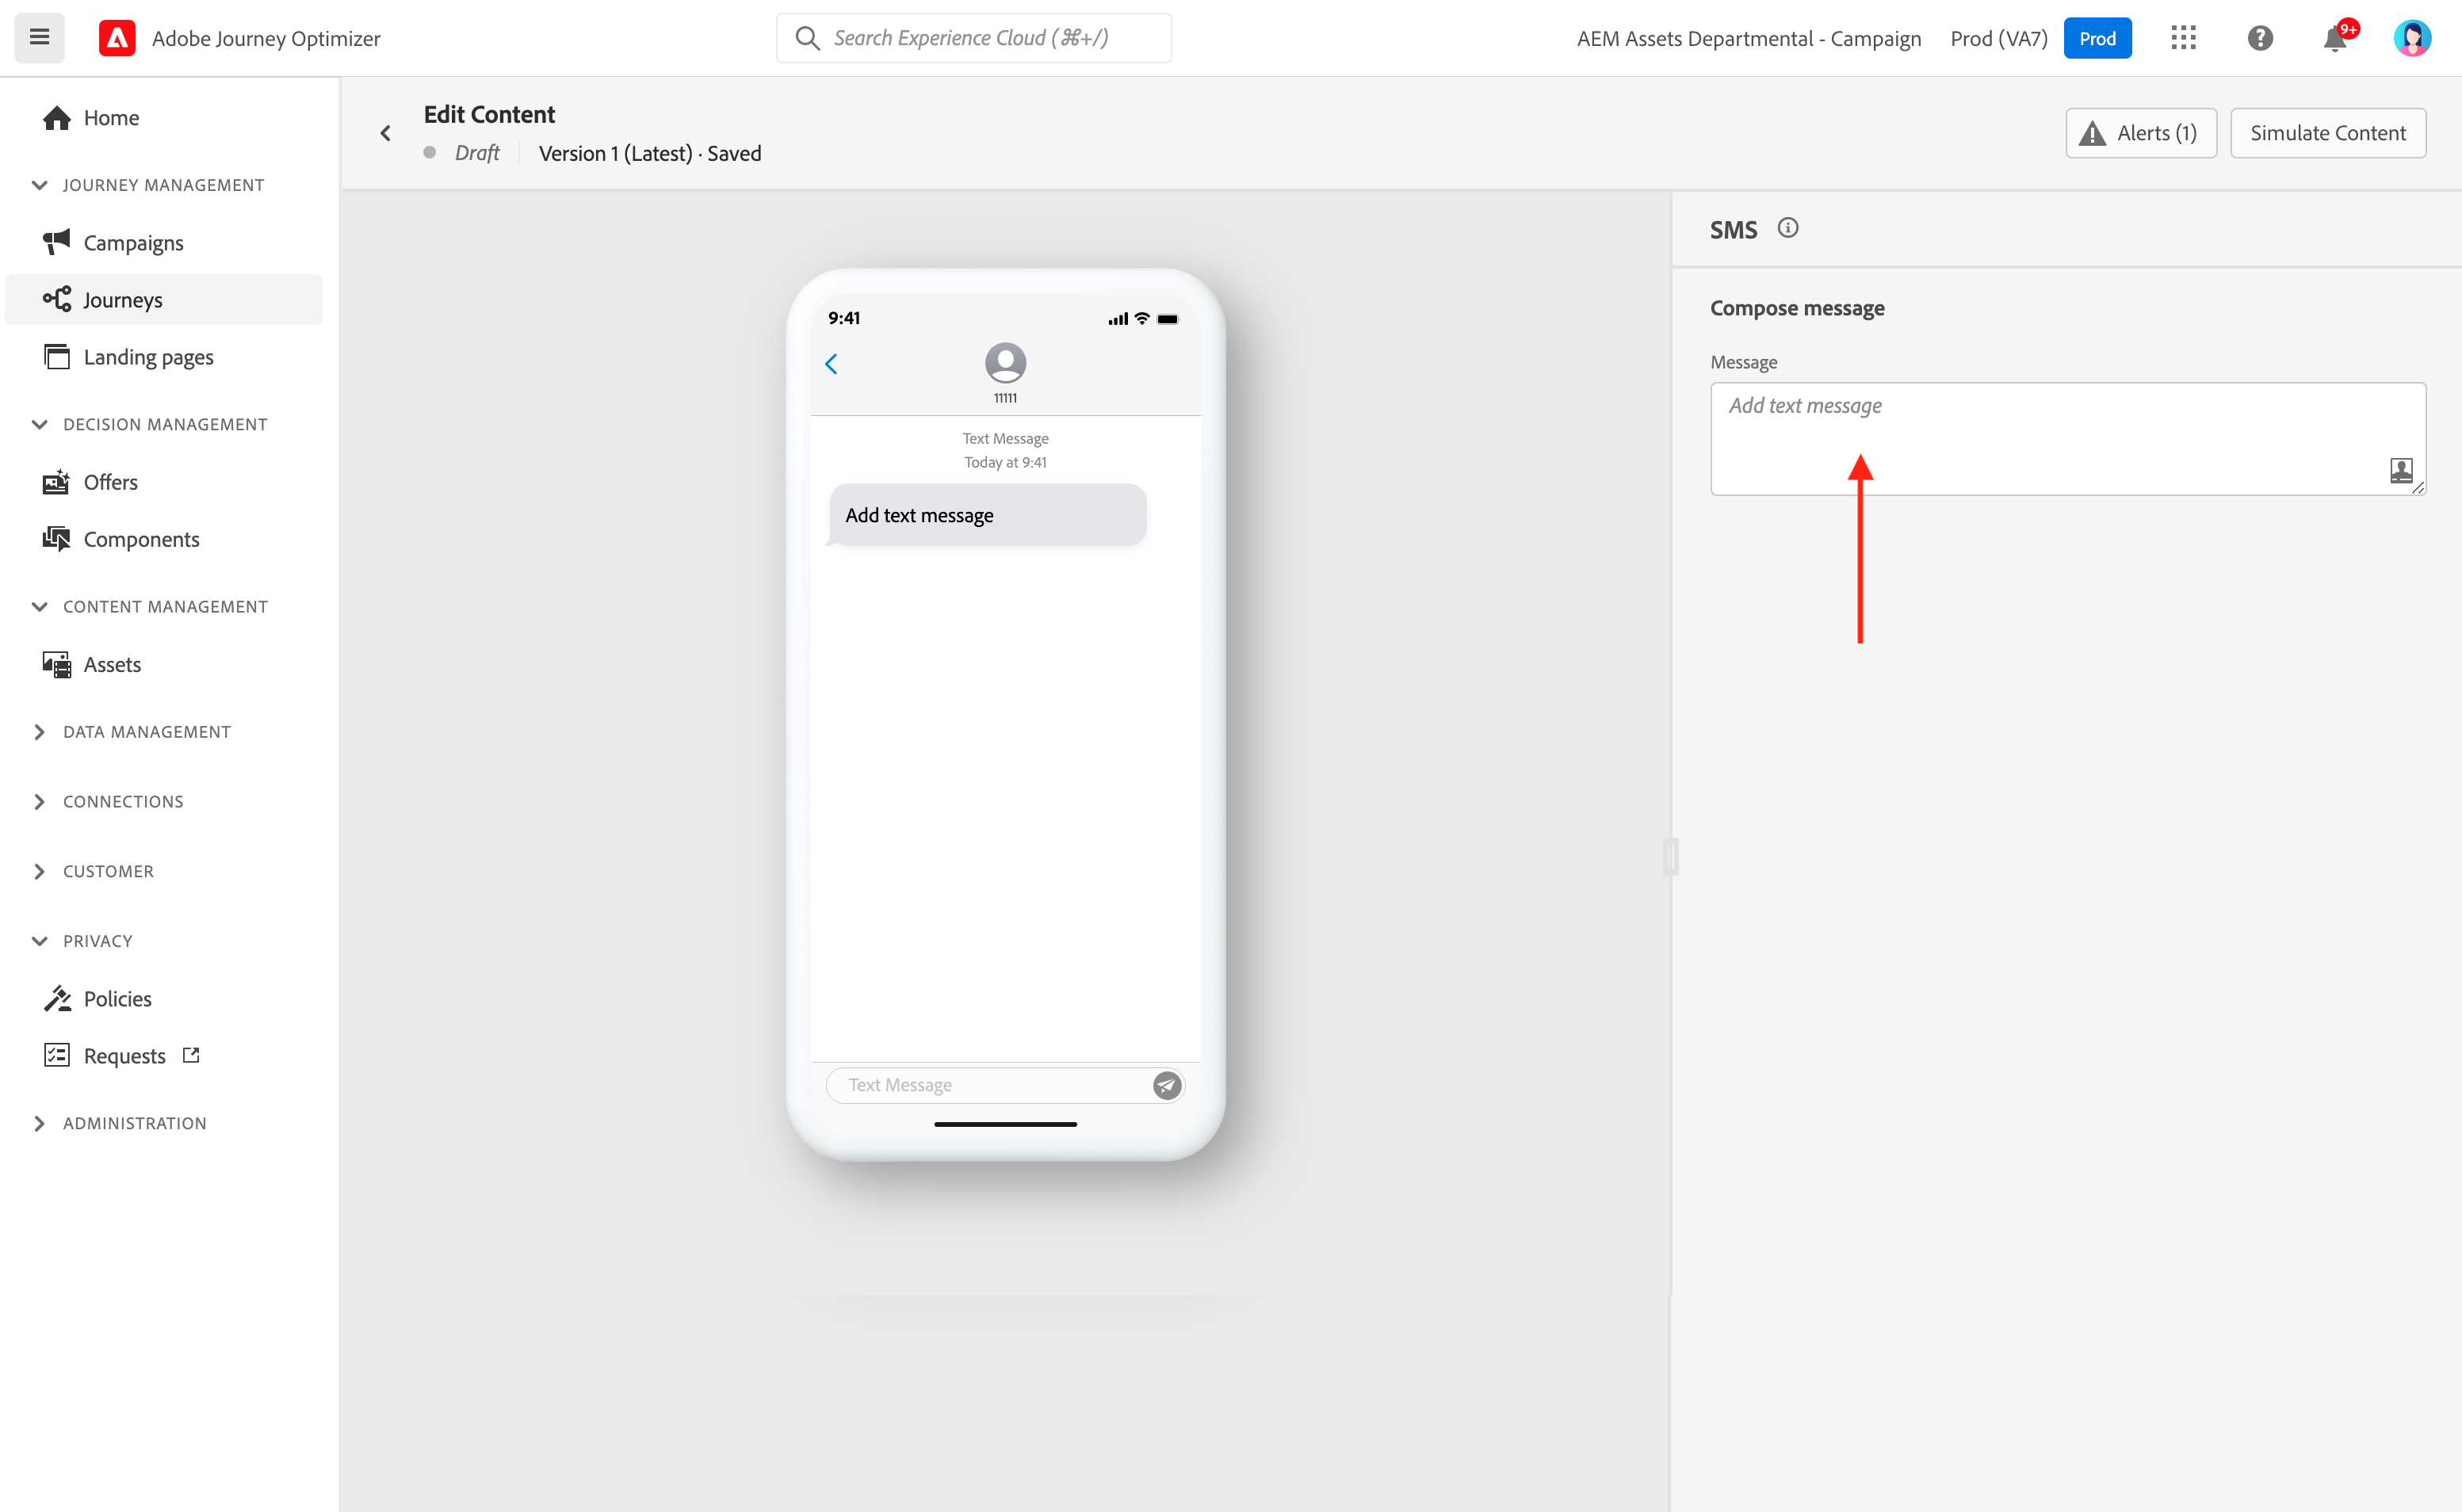 Adobe Journey Optimizer
Search Experience Cloud (⌘+/)
AEM Assets Departmental - Campaign
Prod (VA7)
Prod
9+
Home
JOURNEY MANAGEMENT
Campaigns
Journeys
Landing pages
DECISION MANAGEMENT
Offers
Components
CONTENT MANAGEMENT
Assets
DATA MANAGEMENT
CONNECTIONS
CUSTOMER
PRIVACY
Policies
Requests
ADMINISTRATION
Edit Content
Draft
Version 1 (Latest) · Saved
Alerts (1)
Simulate Content
9:41
11111
Text Message
Today at 9:41
Add text message
Text Message
SMS
Compose message
Message
Add text message